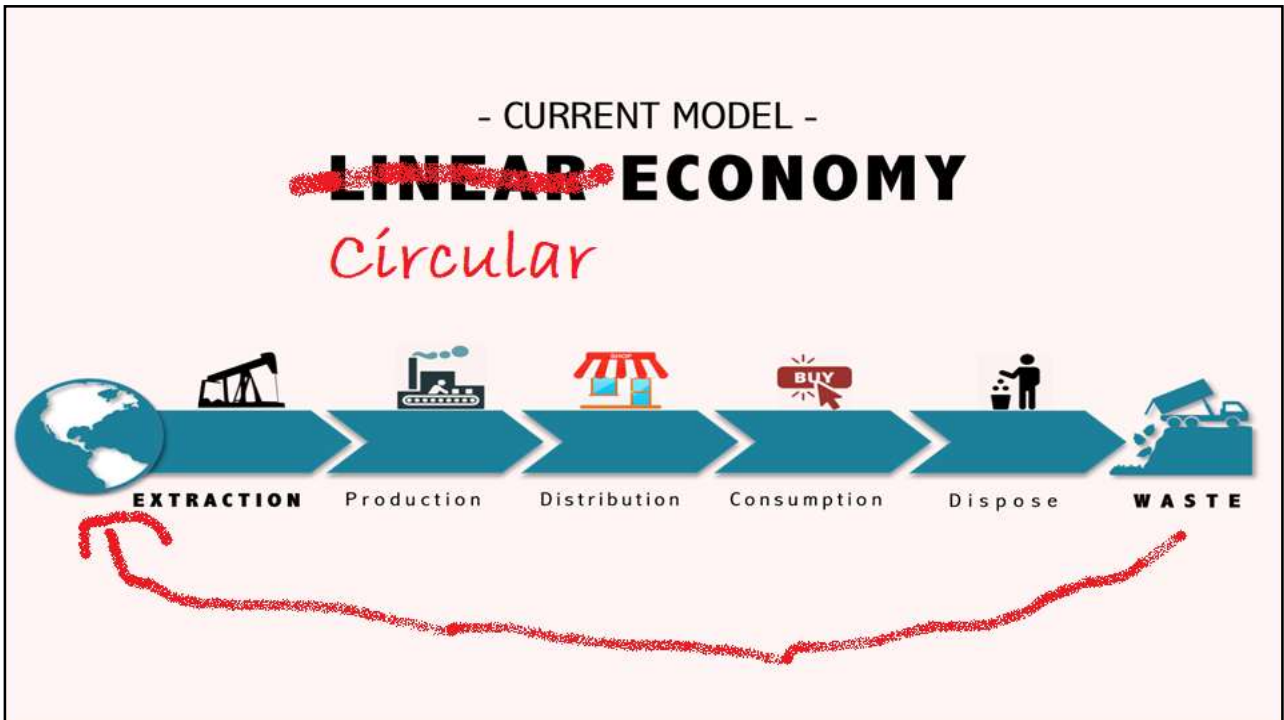 - CURRENT MODEL -
LINEAR ECONOMY
Circular
SHOP
BUY
EXTRACTION Production Distribution Consumption Dispose WASTE